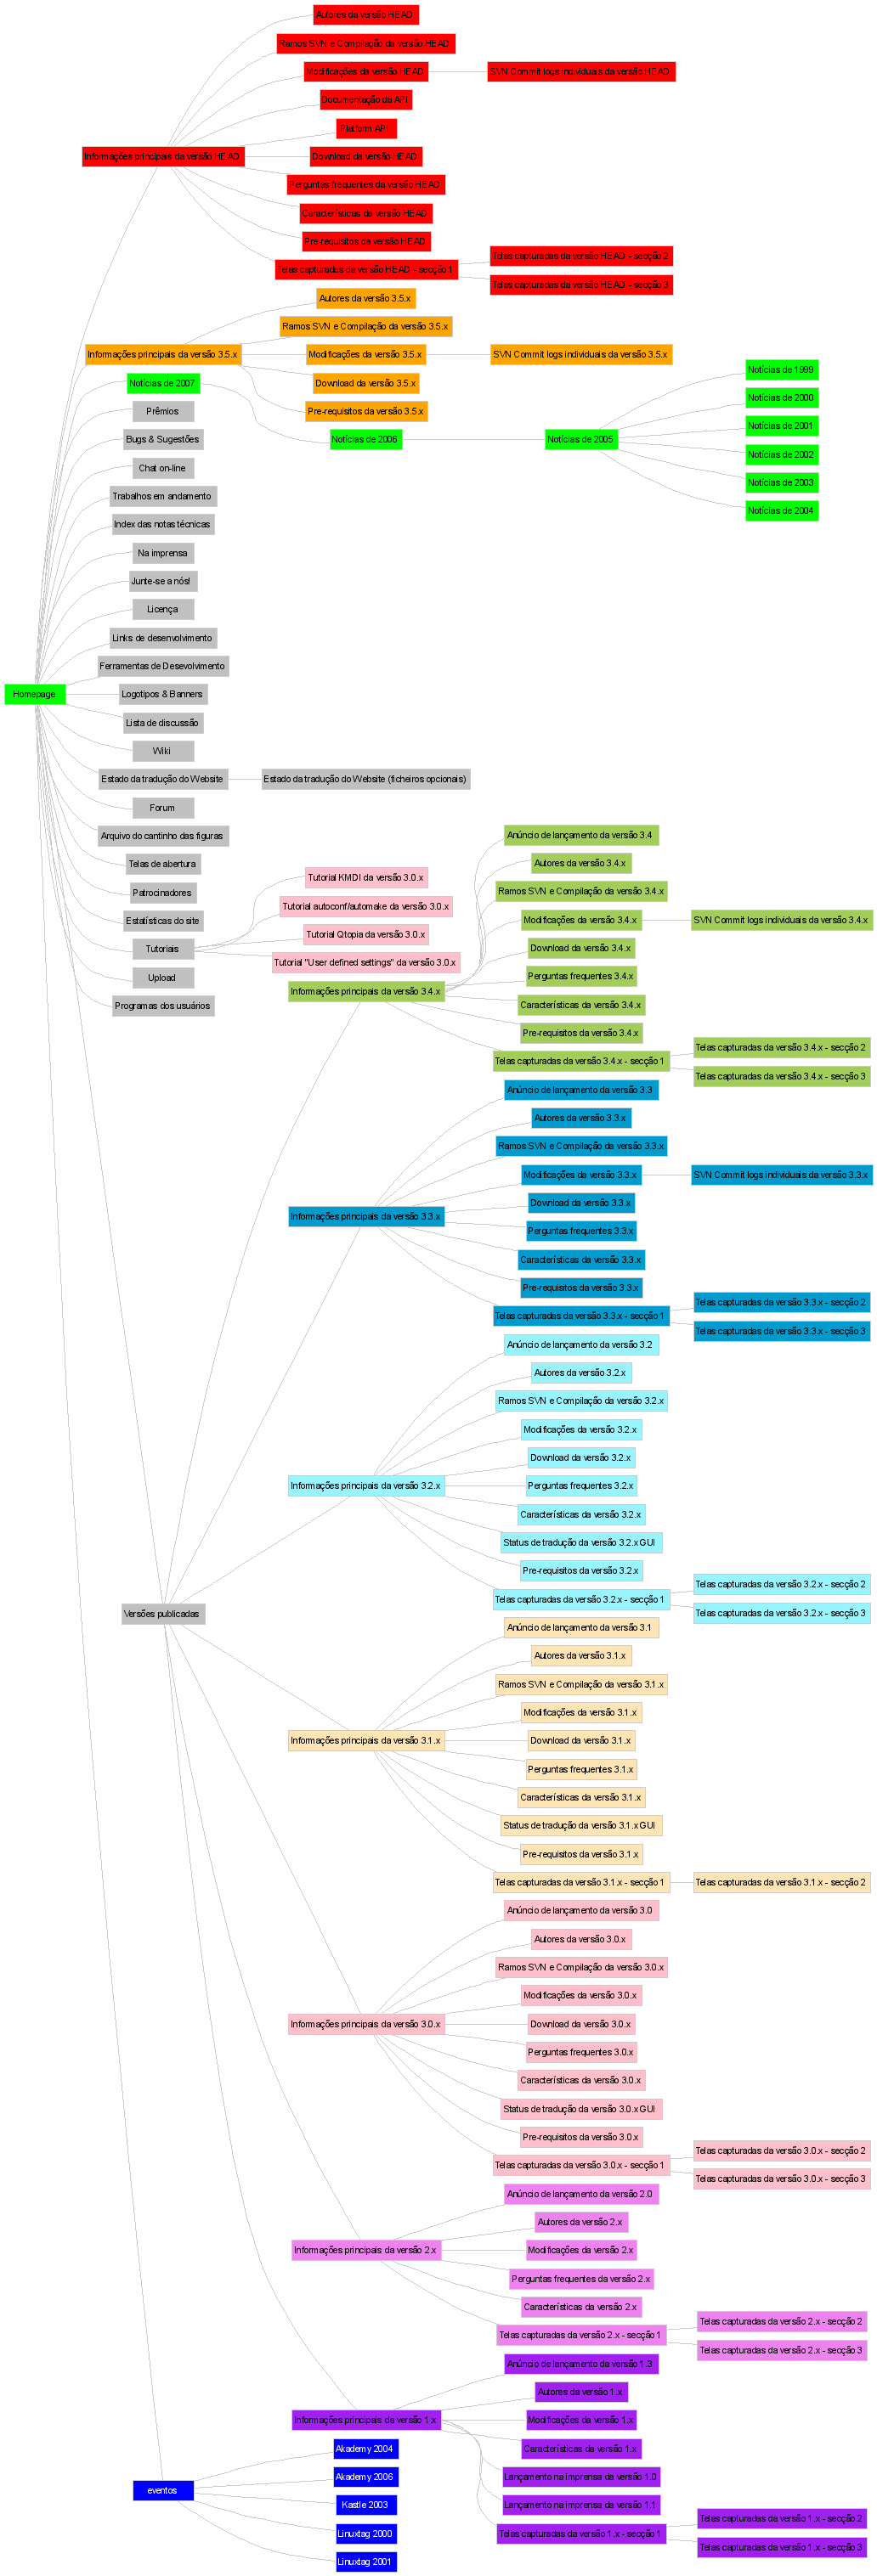 Autores da versão HEAD
Ramos SVN e Compilação da versão HEAD
Modificações da versão HEAD
SVN Commit logs individuais da versão HEAD
Documentação da API
Platform API
Informações principais da versão HEAD
Download da versão HEAD
Perguntas frequentes da versão HEAD
Características da versão HEAD
Pre-requisitos da versão HEAD
Telas capturadas da versão HEAD - secção 1
Telas capturadas da versão HEAD - secção 2
Telas capturadas da versão HEAD - secção 3
Autores da versão 3.5.x
Ramos SVN e Compilação da versão 3.5.x
Informações principais da versão 3.5.x
Modificações da versão 3.5.x
SVN Commit logs individuais da versão 3.5.x
Download da versão 3.5.x
Pre-requisitos da versão 3.5.x
Notícias de 2007
Notícias de 2006
Notícias de 2005
Notícias de 1999
Notícias de 2000
Notícias de 2001
Notícias de 2002
Notícias de 2003
Notícias de 2004
Prêmios
Bugs & Sugestões
Chat on-line
Trabalhos em andamento
Index das notas técnicas
Na imprensa
Junte-se a nós!
Licença
Links de desenvolvimento
Ferramentas de Desevolvimento
Homepage
Logotipos & Banners
Lista de discussão
Wiki
Estado da tradução do Website
Estado da tradução do Website (ficheiros opcionais)
Forum
Arquivo do cantinho das figuras
Telas de abertura
Patrocinadores
Estatísticas do site
Tutoriais
Upload
Programas dos usuários
Tutorial KMDI da versão 3.0.x
Tutorial autoconf/automake da versão 3.0.x
Tutorial Qtopia da versão 3.0.x
Tutorial "User defined settings" da versão 3.0.x
Informações principais da versão 3.4.x
Anúncio de lançamento da versão 3.4
Autores da versão 3.4.x
Ramos SVN e Compilação da versão 3.4.x
Modificações da versão 3.4.x
SVN Commit logs individuais da versão 3.4.x
Download da versão 3.4.x
Perguntas frequentes 3.4.x
Características da versão 3.4.x
Pre-requisitos da versão 3.4.x
Telas capturadas da versão 3.4.x - secção 1
Telas capturadas da versão 3.4.x - secção 2
Telas capturadas da versão 3.4.x - secção 3
Anúncio de lançamento da versão 3.3
Autores da versão 3.3.x
Ramos SVN e Compilação da versão 3.3.x
Modificações da versão 3.3.x
SVN Commit logs individuais da versão 3.3.x
Download da versão 3.3.x
Informações principais da versão 3.3.x
Perguntas frequentes 3.3.x
Características da versão 3.3.x
Pre-requisitos da versão 3.3.x
Telas capturadas da versão 3.3.x - secção 1
Telas capturadas da versão 3.3.x - secção 2
Telas capturadas da versão 3.3.x - secção 3
Anúncio de lançamento da versão 3.2
Autores da versão 3.2.x
Ramos SVN e Compilação da versão 3.2.x
Modificações da versão 3.2.x
Download da versão 3.2.x
Informações principais da versão 3.2.x
Perguntas frequentes 3.2.x
Características da versão 3.2.x
Status de tradução da versão 3.2.x GUI
Pre-requisitos da versão 3.2.x
Telas capturadas da versão 3.2.x - secção 1
Telas capturadas da versão 3.2.x - secção 2
Telas capturadas da versão 3.2.x - secção 3
Versões publicadas
Anúncio de lançamento da versão 3.1
Autores da versão 3.1.x
Ramos SVN e Compilação da versão 3.1.x
Modificações da versão 3.1.x
Informações principais da versão 3.1.x
Download da versão 3.1.x
Perguntas frequentes 3.1.x
Características da versão 3.1.x
Status de tradução da versão 3.1.x GUI
Pre-requisitos da versão 3.1.x
Telas capturadas da versão 3.1.x - secção 1
Telas capturadas da versão 3.1.x - secção 2
Anúncio de lançamento da versão 3.0
Autores da versão 3.0.x
Ramos SVN e Compilação da versão 3.0.x
Modificações da versão 3.0.x
Informações principais da versão 3.0.x
Download da versão 3.0.x
Perguntas frequentes 3.0.x
Características da versão 3.0.x
Status de tradução da versão 3.0.x GUI
Pre-requisitos da versão 3.0.x
Telas capturadas da versão 3.0.x - secção 1
Telas capturadas da versão 3.0.x - secção 2
Telas capturadas da versão 3.0.x - secção 3
Anúncio de lançamento da versão 2.0
Autores da versão 2.x
Informações principais da versão 2.x
Modificações da versão 2.x
Perguntas frequentes da versão 2.x
Características da versão 2.x
Telas capturadas da versão 2.x - secção 1
Telas capturadas da versão 2.x - secção 2
Telas capturadas da versão 2.x - secção 3
Anúncio de lançamento da versão 1.3
Autores da versão 1.x
Informações principais da versão 1.x
Modificações da versão 1.x
Características da versão 1.x
Lançamento na imprensa da versão 1.0
Lançamento na imprensa da versão 1.1
Telas capturadas da versão 1.x - secção 1
Telas capturadas da versão 1.x - secção 2
Telas capturadas da versão 1.x - secção 3
eventos
Akademy 2004
Akademy 2006
Kastle 2003
Linuxtag 2000
Linuxtag 2001